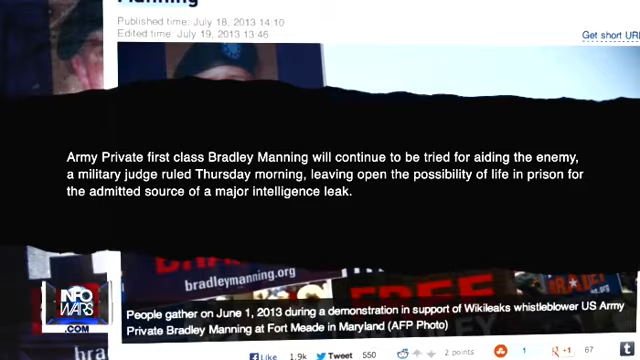 Manning
Published time: July 18, 2013 14:10
Edited time: July 19, 2013 13:46
Get short URL
Army Private first class Bradley Manning will continue to be tried for aiding the enemy,
a military judge ruled Thursday morning, leaving open the possibility of life in prison for
the admitted source of a major intelligence leak.
bradleymanning.org
FREE
INFO
WARS
.COM
People gather on June 1, 2013 during a demonstration in support of Wikileaks whistleblower US Army
Private Bradley Manning at Fort Meade in Maryland (AFP Photo)
bra
Like 1.9k Tweet 550 2 points 1 +1 67